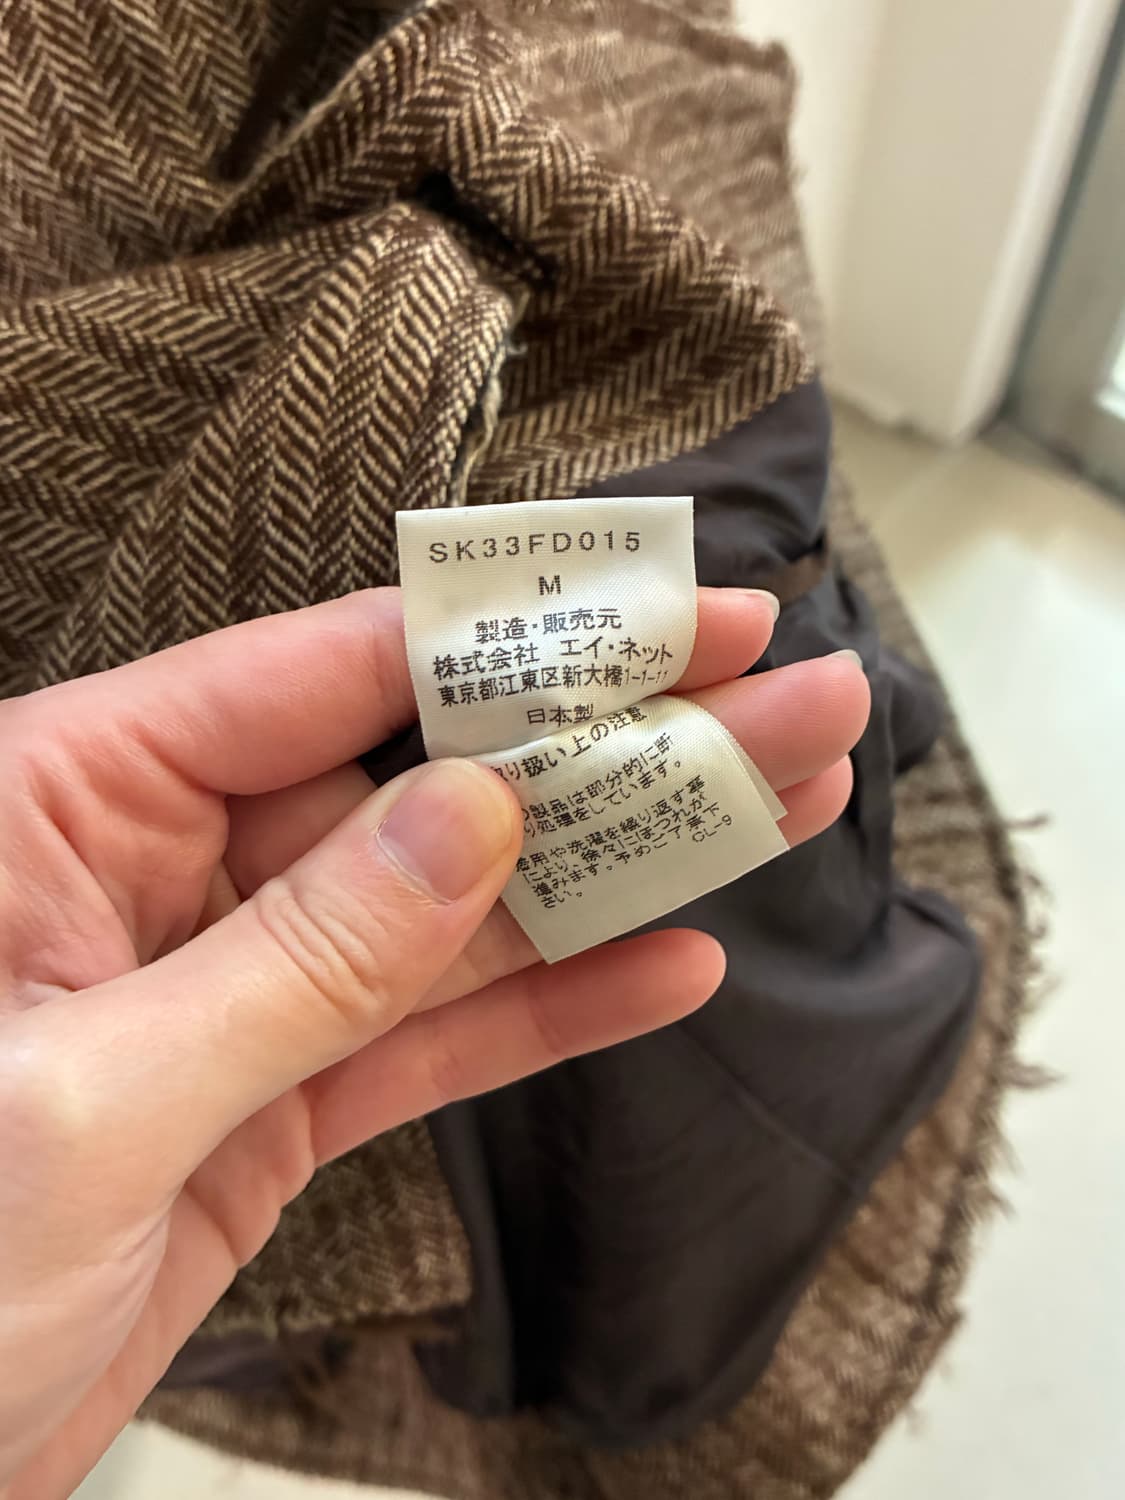 SK33FD015
M
製造・販売元
株式会社 エイ・ネット
東京都江東区新大橋1-1-11
日本製
り扱い上の注意
製品は部分的に断
り処理をしています。
着用や洗濯を繰り返す事
により、徐々にほつれが
進みます。予めご了承下
さい。
CL-9